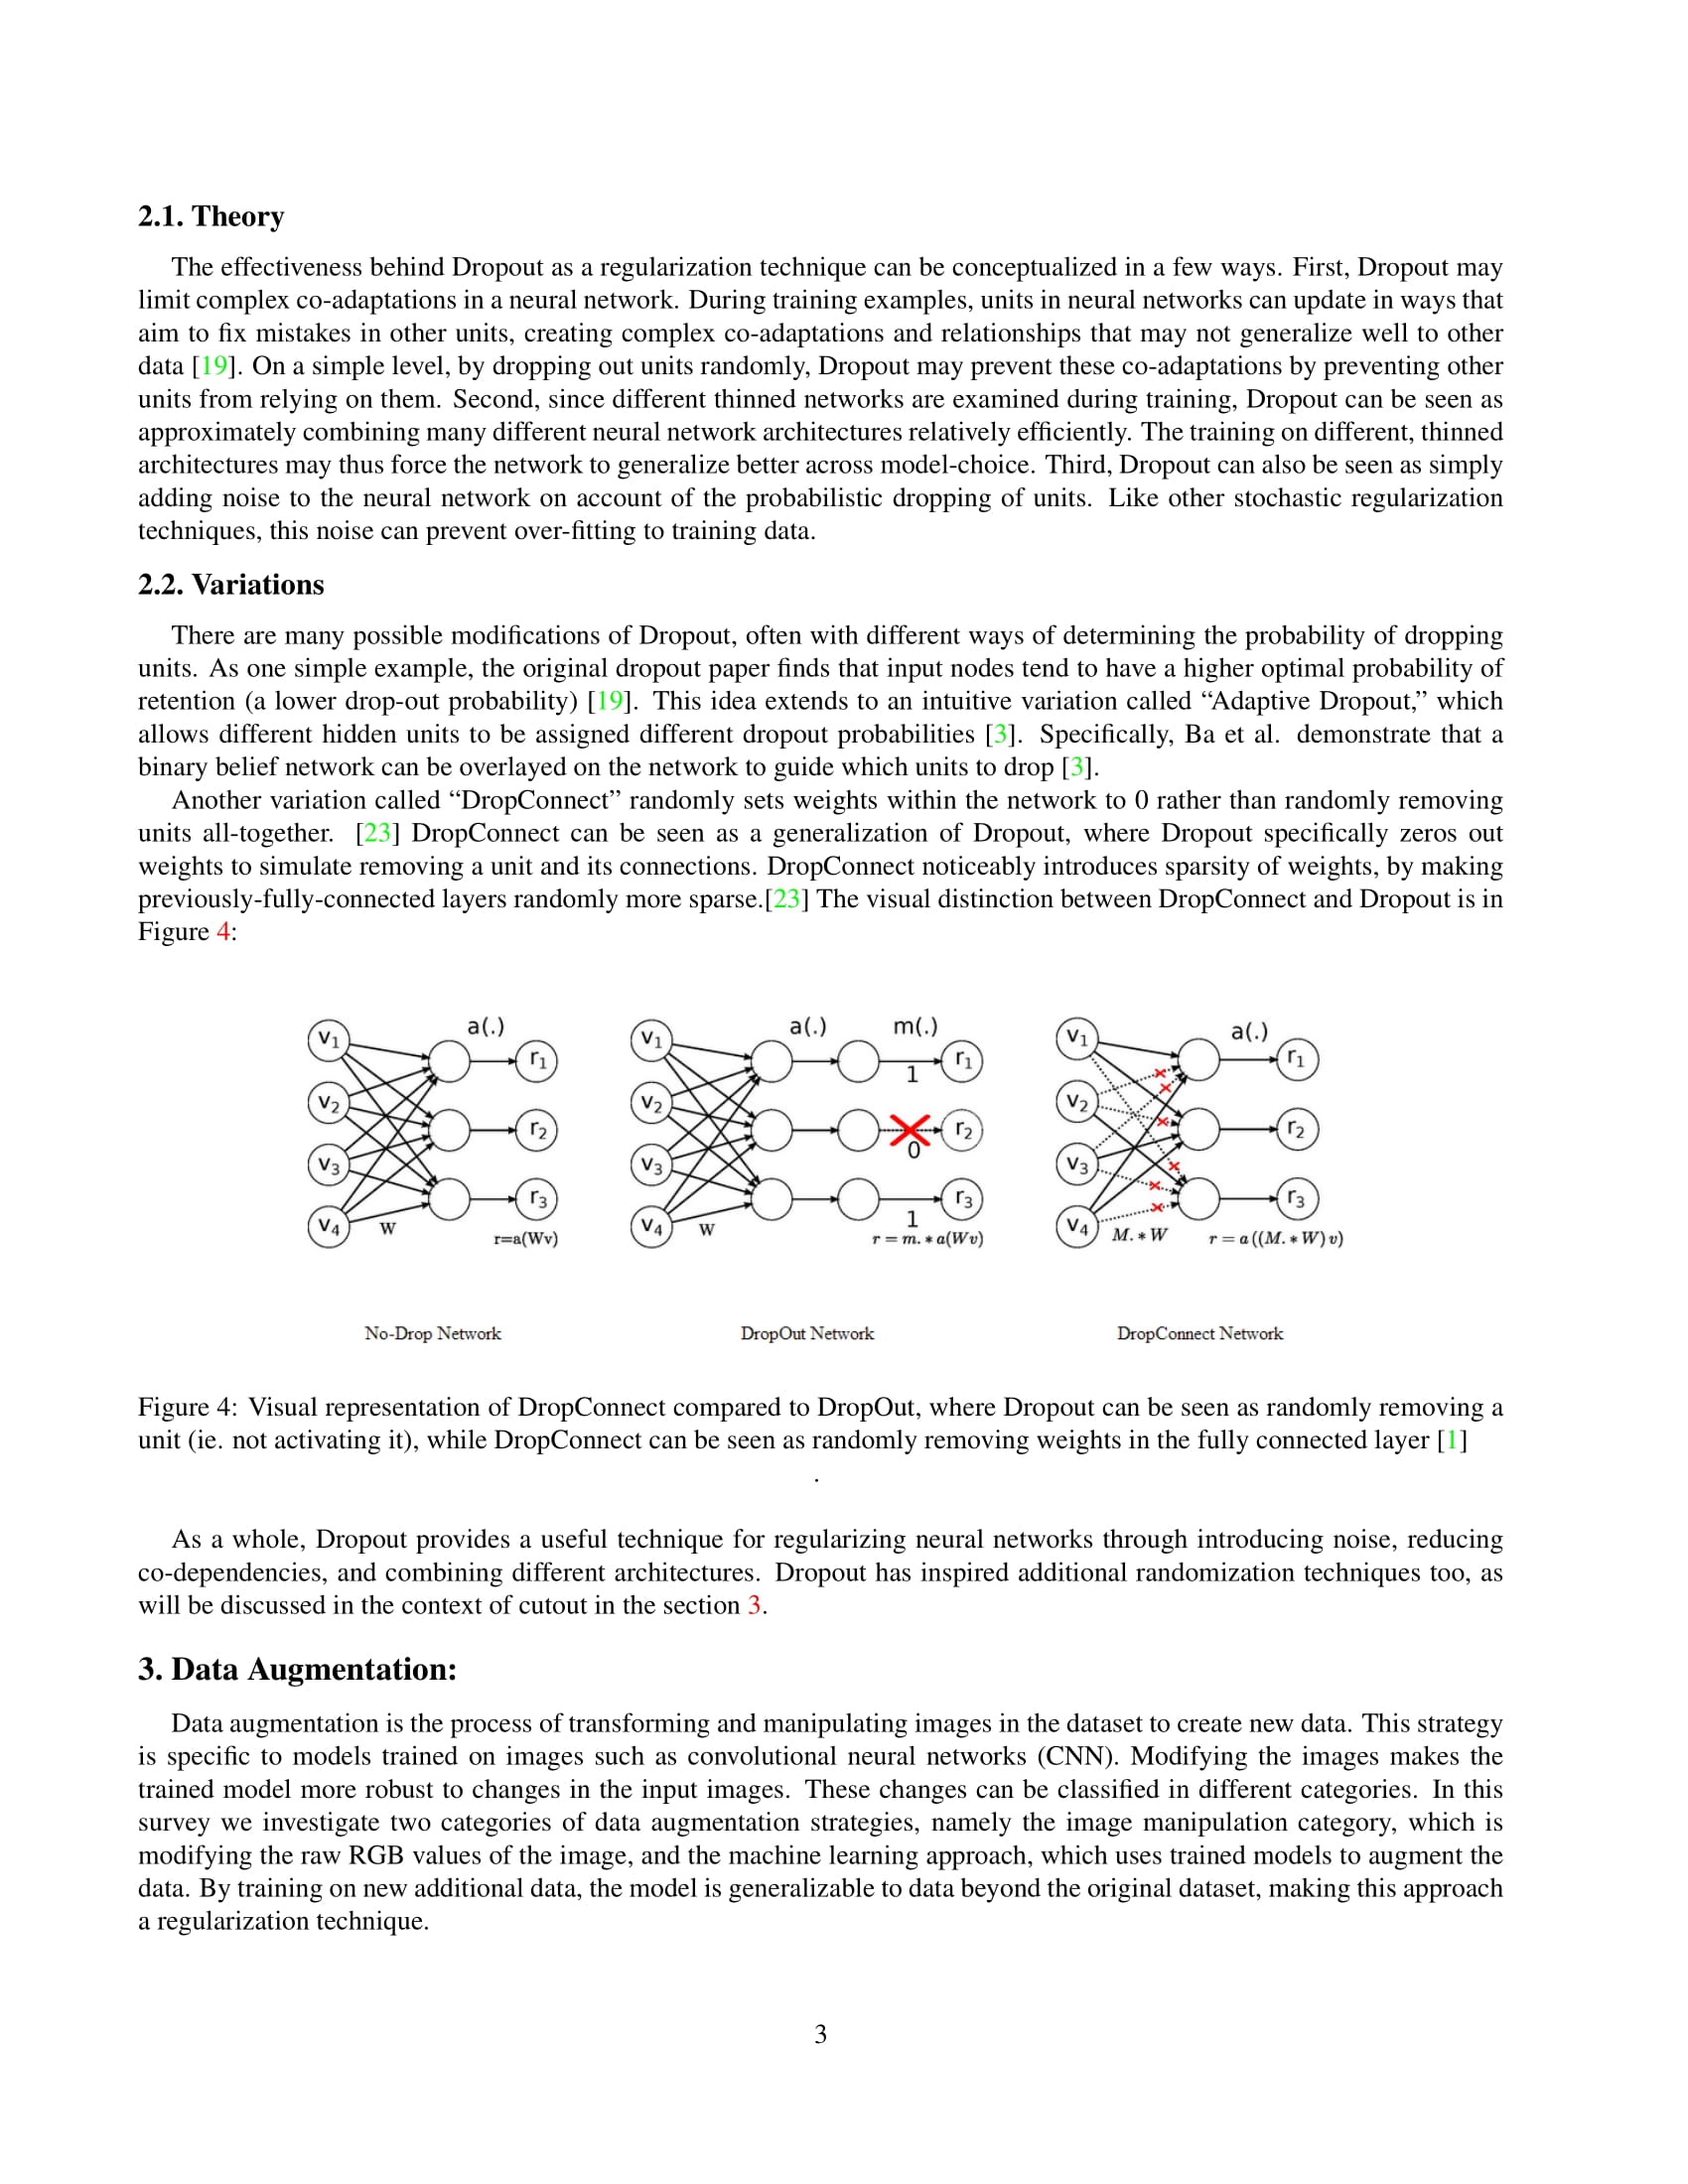 2.1. Theory
The effectiveness behind Dropout as a regularization technique can be conceptualized in a few ways. First, Dropout may
limit complex co-adaptations in a neural network. During training examples, units in neural networks can update in ways that
aim to fix mistakes in other units, creating complex co-adaptations and relationships that may not generalize well to other
data [19]. On a simple level, by dropping out units randomly, Dropout may prevent these co-adaptations by preventing other
units from relying on them. Second, since different thinned networks are examined during training, Dropout can be seen as
approximately combining many different neural network architectures relatively efficiently. The training on different, thinned
architectures may thus force the network to generalize better across model-choice. Third, Dropout can also be seen as simply
adding noise to the neural network on account of the probabilistic dropping of units. Like other stochastic regularization
techniques, this noise can prevent over-fitting to training data.
2.2. Variations
There are many possible modifications of Dropout, often with different ways of determining the probability of dropping
units. As one simple example, the original dropout paper finds that input nodes tend to have a higher optimal probability of
retention (a lower drop-out probability) [19]. This idea extends to an intuitive variation called “Adaptive Dropout,” which
allows different hidden units to be assigned different dropout probabilities [3]. Specifically, Ba et al. demonstrate that a
binary belief network can be overlayed on the network to guide which units to drop [3].
Another variation called “DropConnect” randomly sets weights within the network to 0 rather than randomly removing
units all-together. [23] DropConnect can be seen as a generalization of Dropout, where Dropout specifically zeros out
weights to simulate removing a unit and its connections. DropConnect noticeably introduces sparsity of weights, by making
previously-fully-connected layers randomly more sparse.[23] The visual distinction between DropConnect and Dropout is in
Figure 4:
v1 v2 v3 v4 W a(.) r1 r2 r3 r=a(Wv)
v1 v2 v3 v4 W a(.) m(.) 1 0 1 r1 r2 r3 r = m. * a(Wv)
v1 v2 v3 v4 M. * W a(.) r1 r2 r3 r = a ((M. * W) v)
No-Drop Network DropOut Network DropConnect Network
Figure 4: Visual representation of DropConnect compared to DropOut, where Dropout can be seen as randomly removing a
unit (ie. not activating it), while DropConnect can be seen as randomly removing weights in the fully connected layer [1]
.
As a whole, Dropout provides a useful technique for regularizing neural networks through introducing noise, reducing
co-dependencies, and combining different architectures. Dropout has inspired additional randomization techniques too, as
will be discussed in the context of cutout in the section 3.
3. Data Augmentation:
Data augmentation is the process of transforming and manipulating images in the dataset to create new data. This strategy
is specific to models trained on images such as convolutional neural networks (CNN). Modifying the images makes the
trained model more robust to changes in the input images. These changes can be classified in different categories. In this
survey we investigate two categories of data augmentation strategies, namely the image manipulation category, which is
modifying the raw RGB values of the image, and the machine learning approach, which uses trained models to augment the
data. By training on new additional data, the model is generalizable to data beyond the original dataset, making this approach
a regularization technique.
3